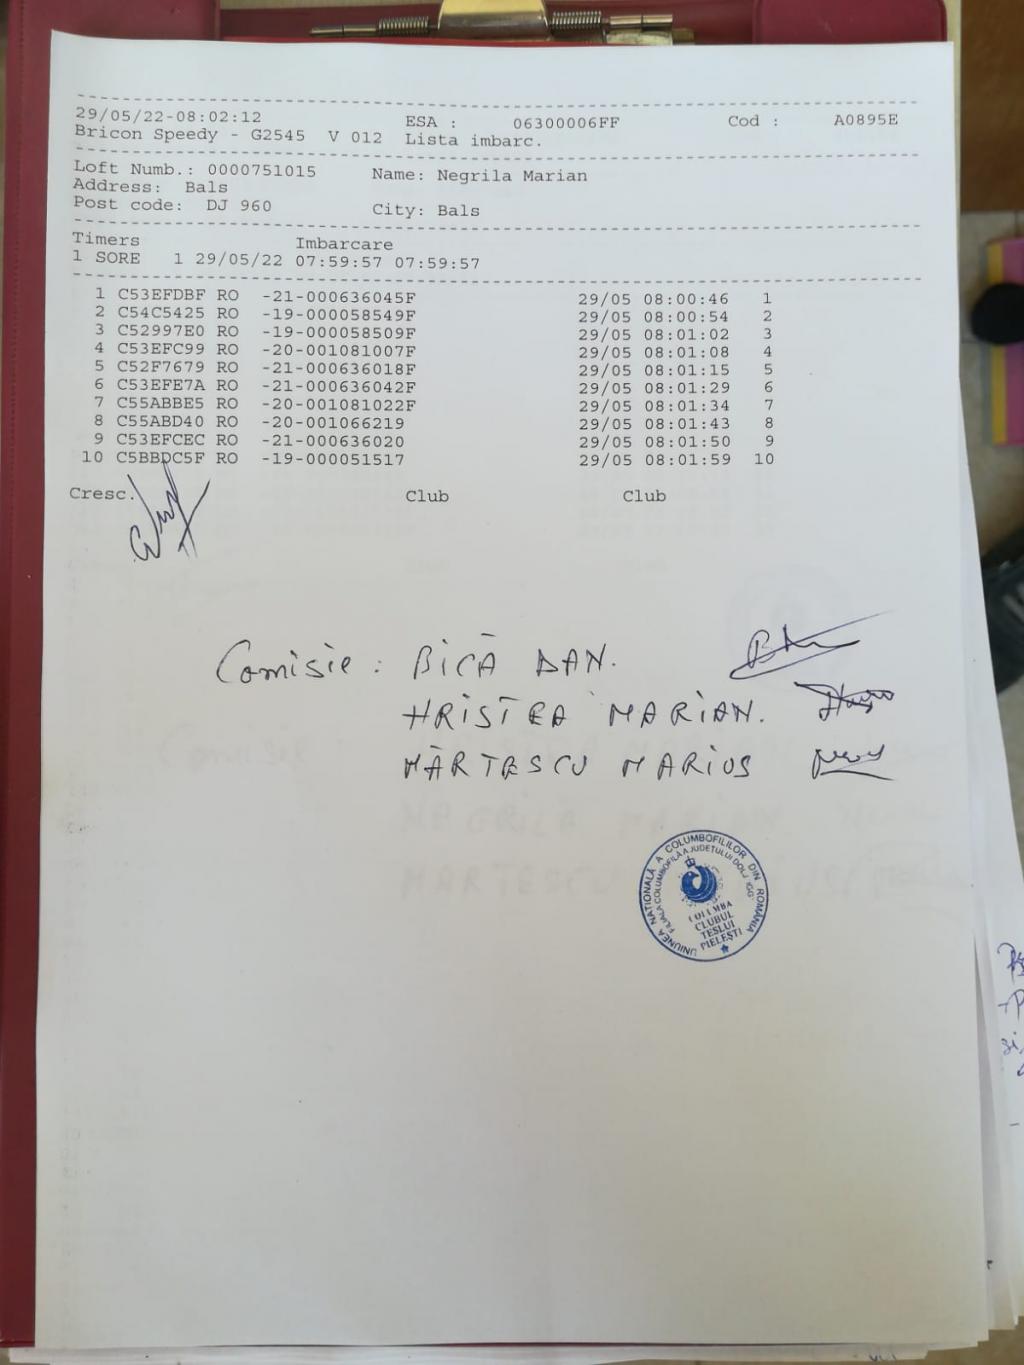 29/05/22-08:02:12 ESA : 06300006FF Cod : A0895E
Bricon Speedy - G2545 V 012 Lista imbarc.
Loft Numb.: 0000751015 Name: Negrila Marian
Address: Bals
Post code: DJ 960 City: Bals
Timers Imbarcare
1 SORE 1 29/05/22 07:59:57 07:59:57
1 C53EFDBF RO -21-000636045F 29/05 08:00:46 1
2 C54C5425 RO -19-000058549F 29/05 08:00:54 2
3 C52997E0 RO -19-000058509F 29/05 08:01:02 3
4 C53EFC99 RO -20-001081007F 29/05 08:01:08 4
5 C52F7679 RO -21-000636018F 29/05 08:01:15 5
6 C53EFE7A RO -21-000636042F 29/05 08:01:29 6
7 C55ABBE5 RO -20-001081022F 29/05 08:01:34 7
8 C55ABD40 RO -20-001066219 29/05 08:01:43 8
9 C53EFCEC RO -21-000636020 29/05 08:01:50 9
10 C5BBDC5F RO -19-000051517 29/05 08:01:59 10
Cresc. Club Club
Comisie : BICĂ DAN.
HRISTEA MARIAN.
MĂRTESCU MARIUS
UNIUNEA NAȚIONALĂ A COLUMBOFILILOR DIN ROMÂNIA
FILIALA COLUMBOFILĂ A JUDEȚULUI DOLJ
COLUMBA
CLUBUL
TESLUI
PIELEȘTI